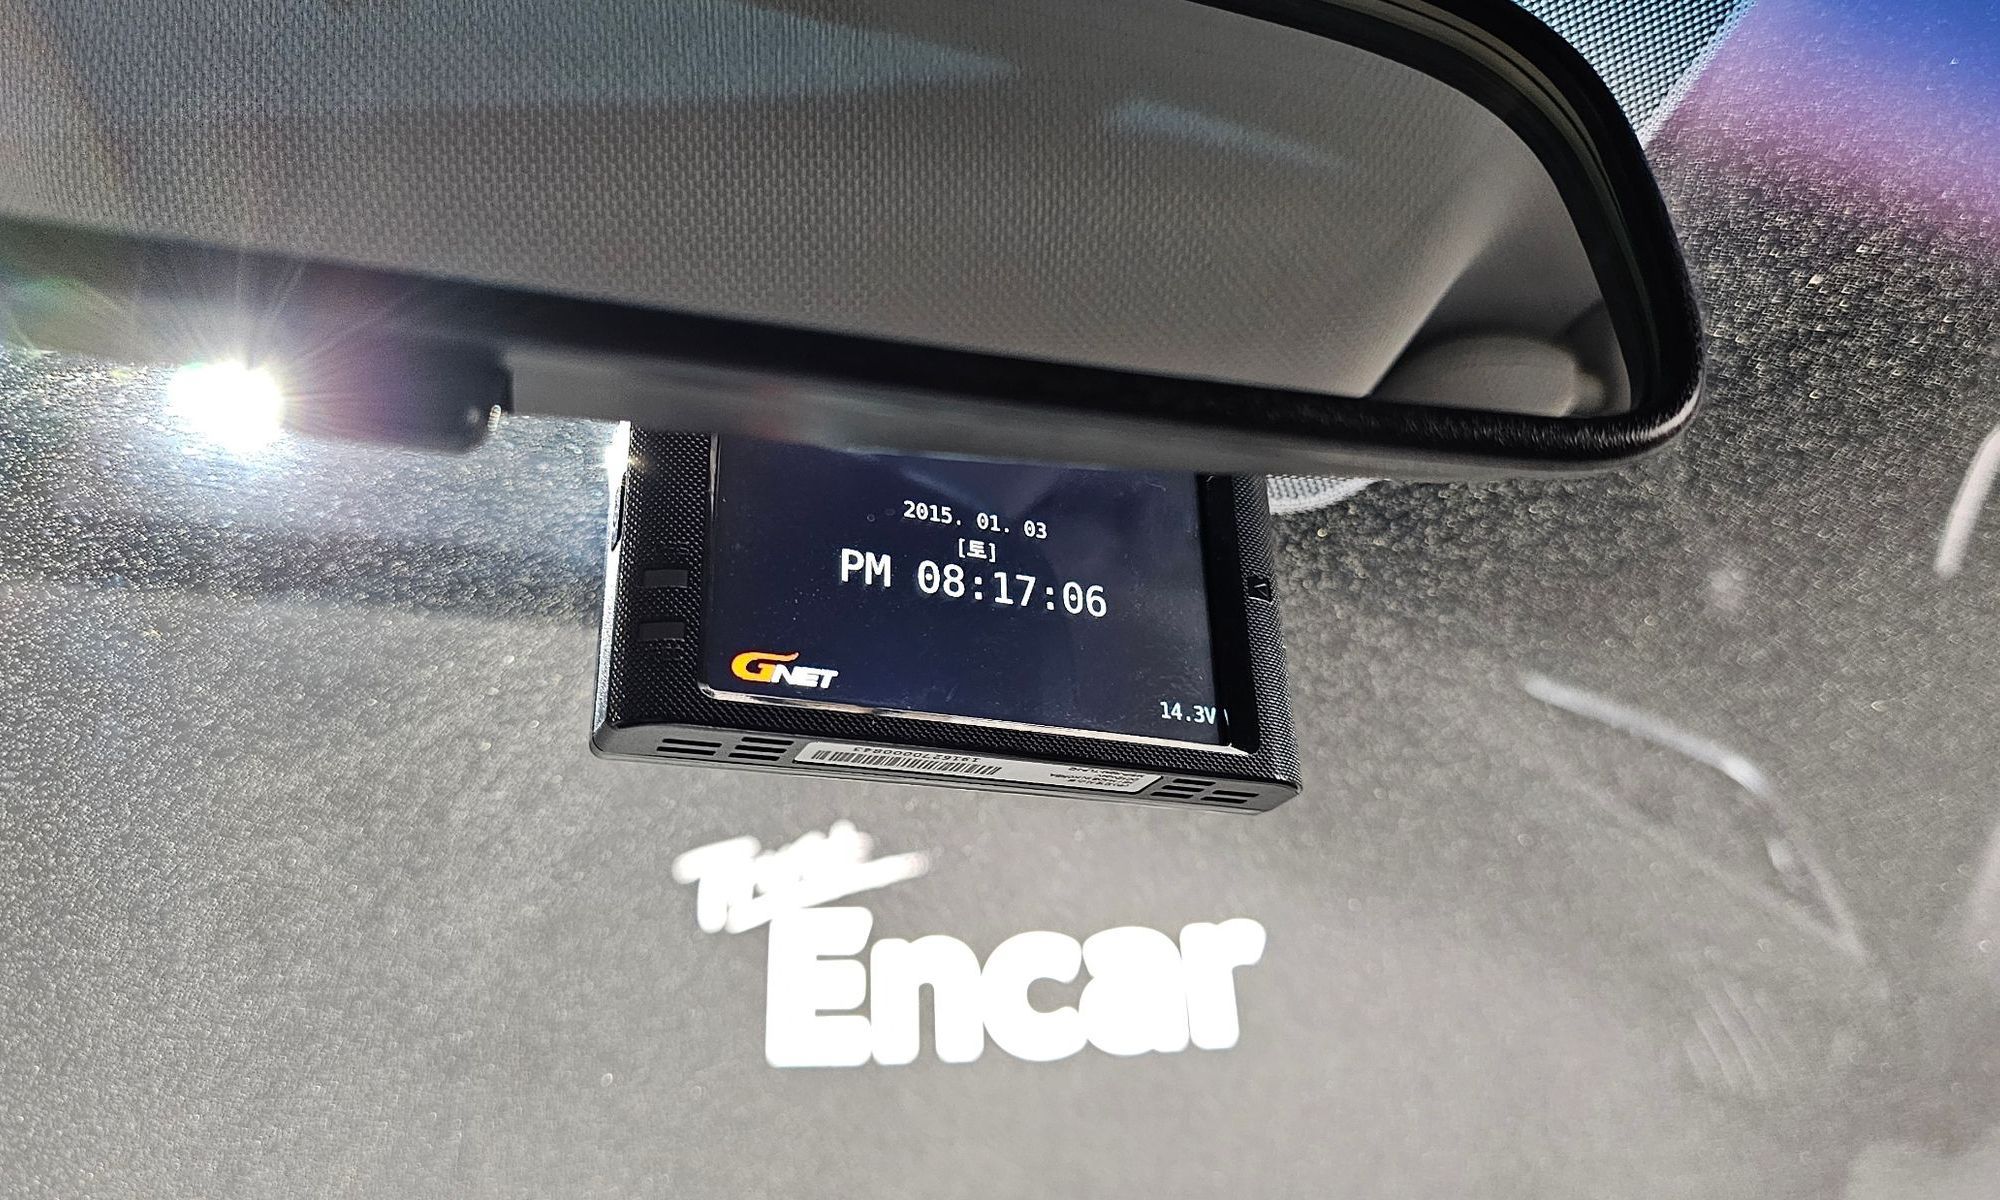 2015. 01. 03
[토]
PM 08:17:06
GNET
14.3V
Encar